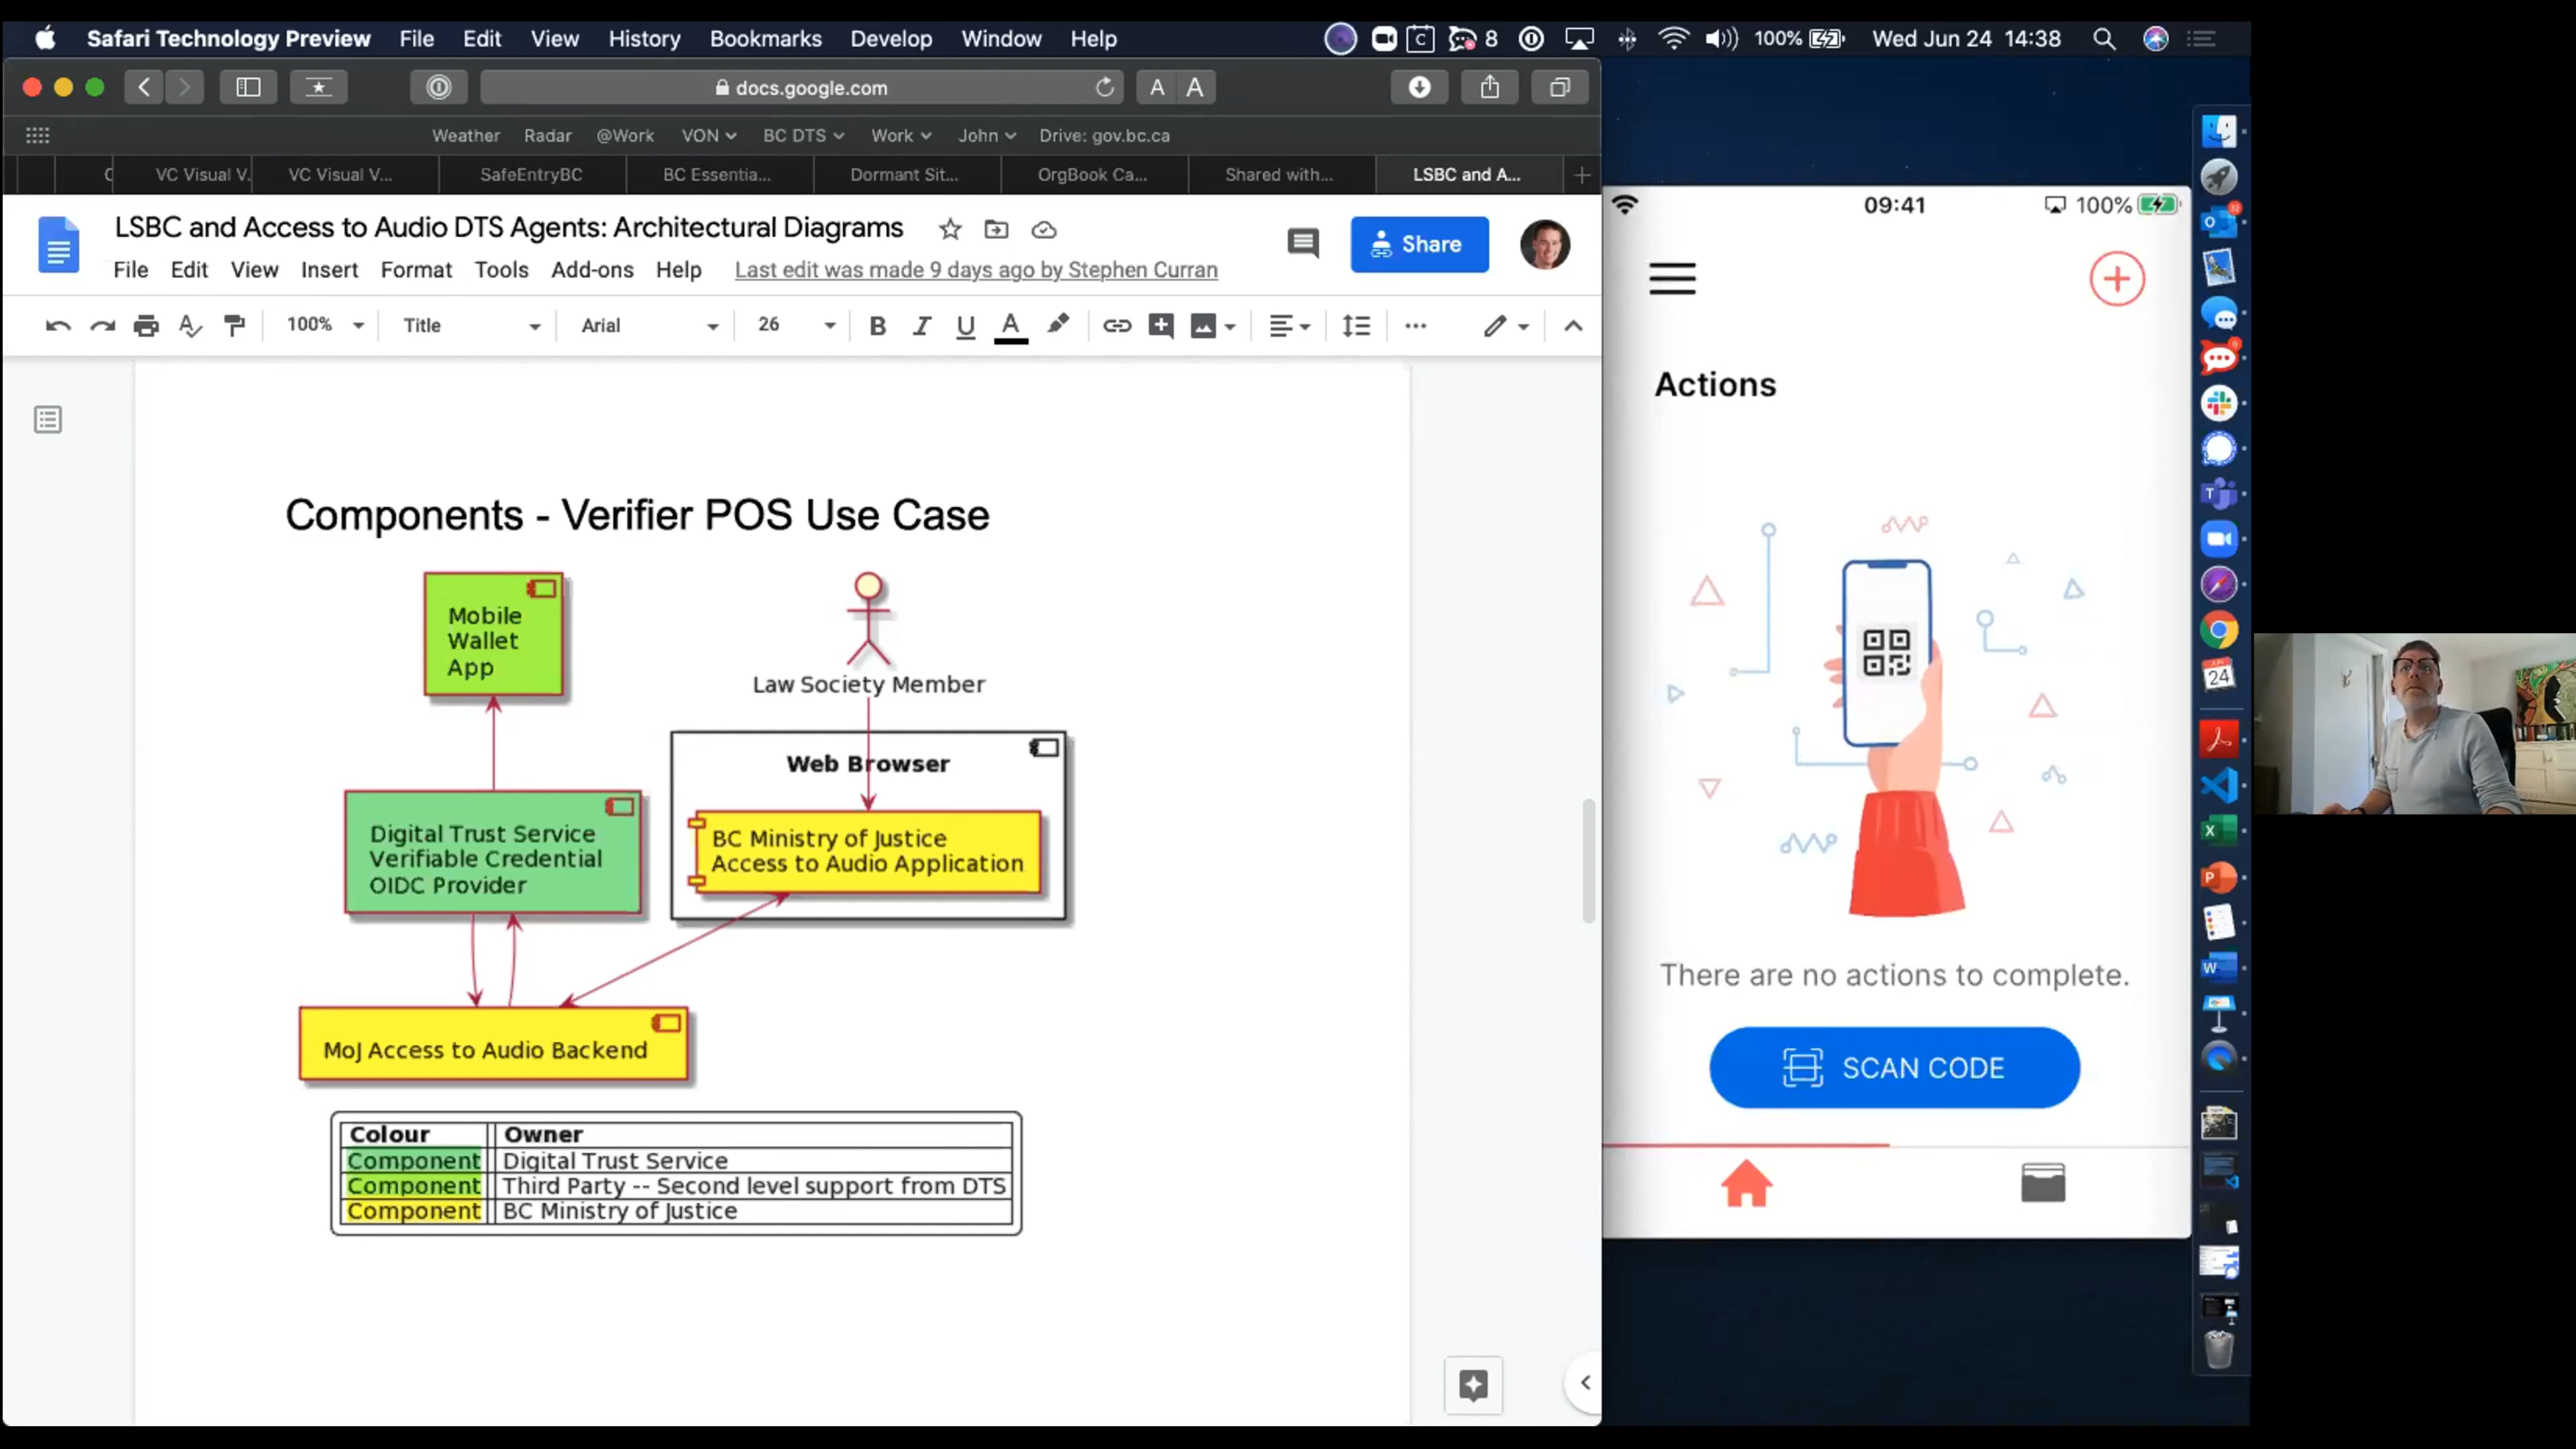 Safari Technology Preview File Edit View History Bookmarks Develop Window Help 8 100% Wed Jun 24 14:38
docs.google.com A A
Weather Radar @Work VON BC DTS Work John Drive: gov.bc.ca
VC Visual V. VC Visual V... SafeEntryBC BC Essentia... Dormant Sit... OrgBook Ca... Shared with... LSBC and A...
LSBC and Access to Audio DTS Agents: Architectural Diagrams
Share
File Edit View Insert Format Tools Add-ons Help Last edit was made 9 days ago by Stephen Curran
100% Title Arial 26 B I U A
Components - Verifier POS Use Case
Mobile
Wallet
App
Law Society Member
Web Browser
BC Ministry of Justice
Access to Audio Application
Digital Trust Service
Verifiable Credential
OIDC Provider
MoJ Access to Audio Backend
Colour Owner
Component Digital Trust Service
Component Third Party -- Second level support from DTS
Component BC Ministry of Justice
09:41 100%
Actions
There are no actions to complete.
SCAN CODE
24